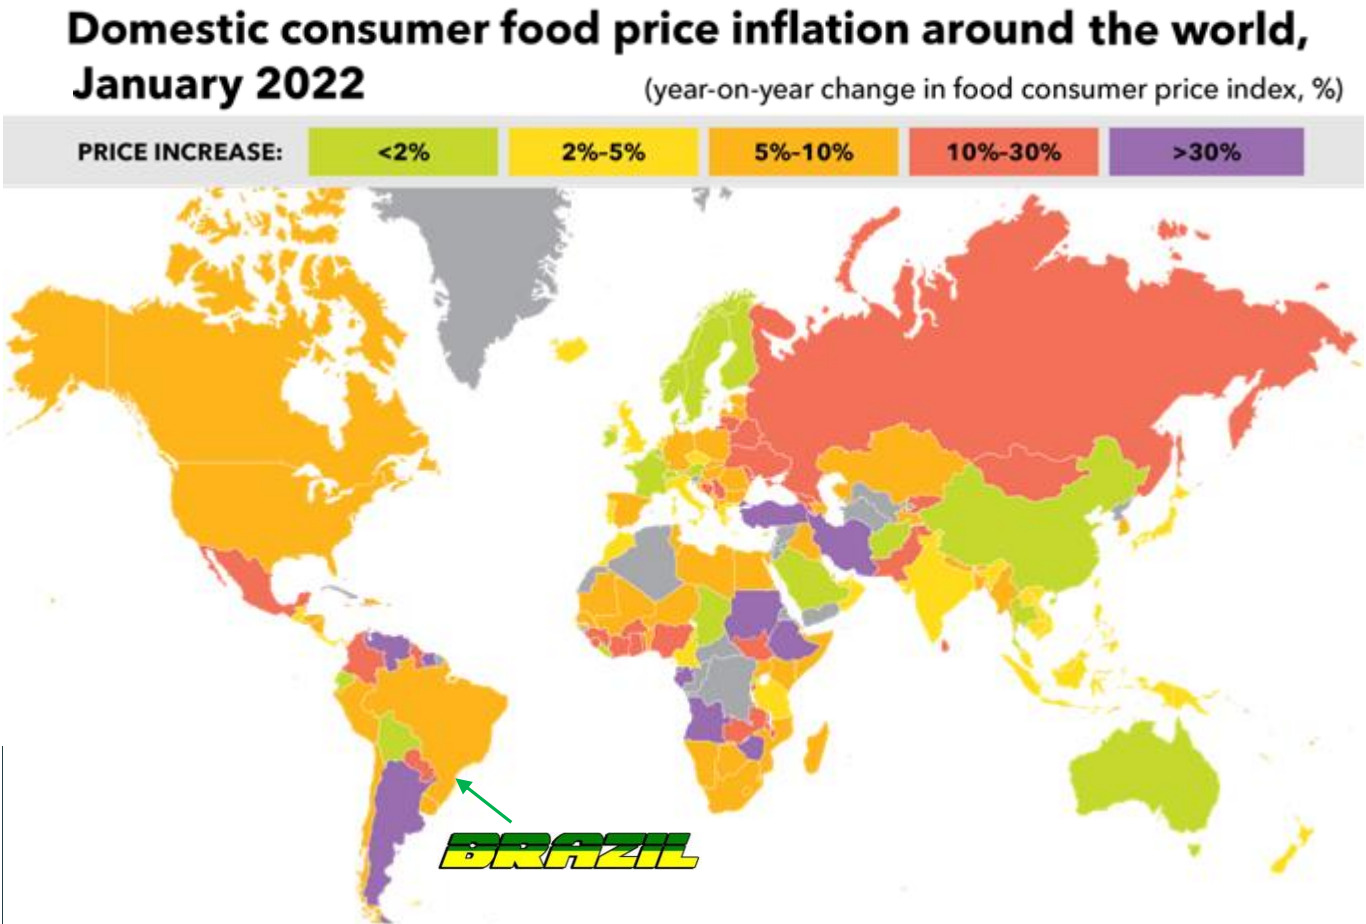 Domestic consumer food price inflation around the world,
January 2022 (year-on-year change in food consumer price index, %)
PRICE INCREASE: <2% 2%-5% 5%-10% 10%-30% >30%
BRAZIL